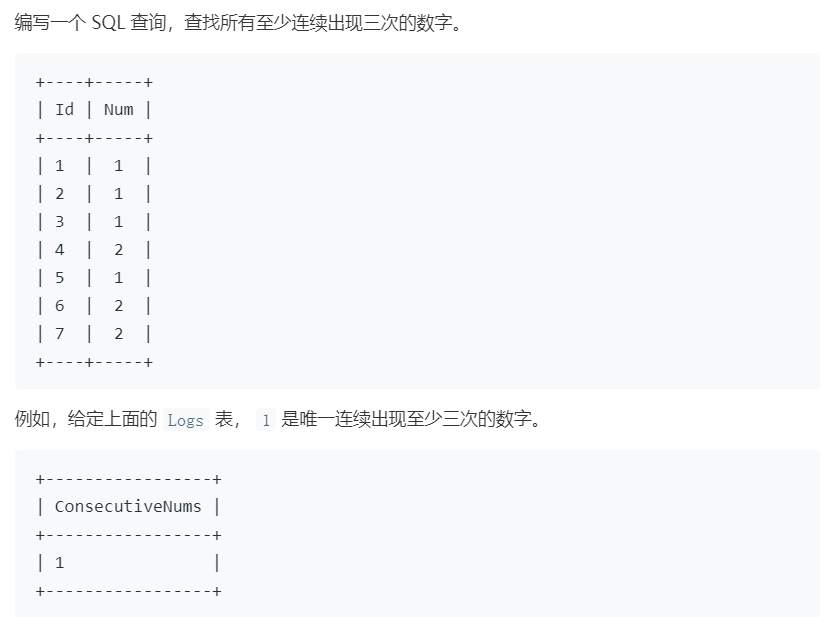 编写一个 SQL 查询，查找所有至少连续出现三次的数字。
+----+-----+
| Id | Num |
+----+-----+
| 1  |  1  |
| 2  |  1  |
| 3  |  1  |
| 4  |  2  |
| 5  |  1  |
| 6  |  2  |
| 7  |  2  |
+----+-----+
例如，给定上面的 Logs 表， 1 是唯一连续出现至少三次的数字。
+-----------------+
| ConsecutiveNums |
+-----------------+
| 1               |
+-----------------+